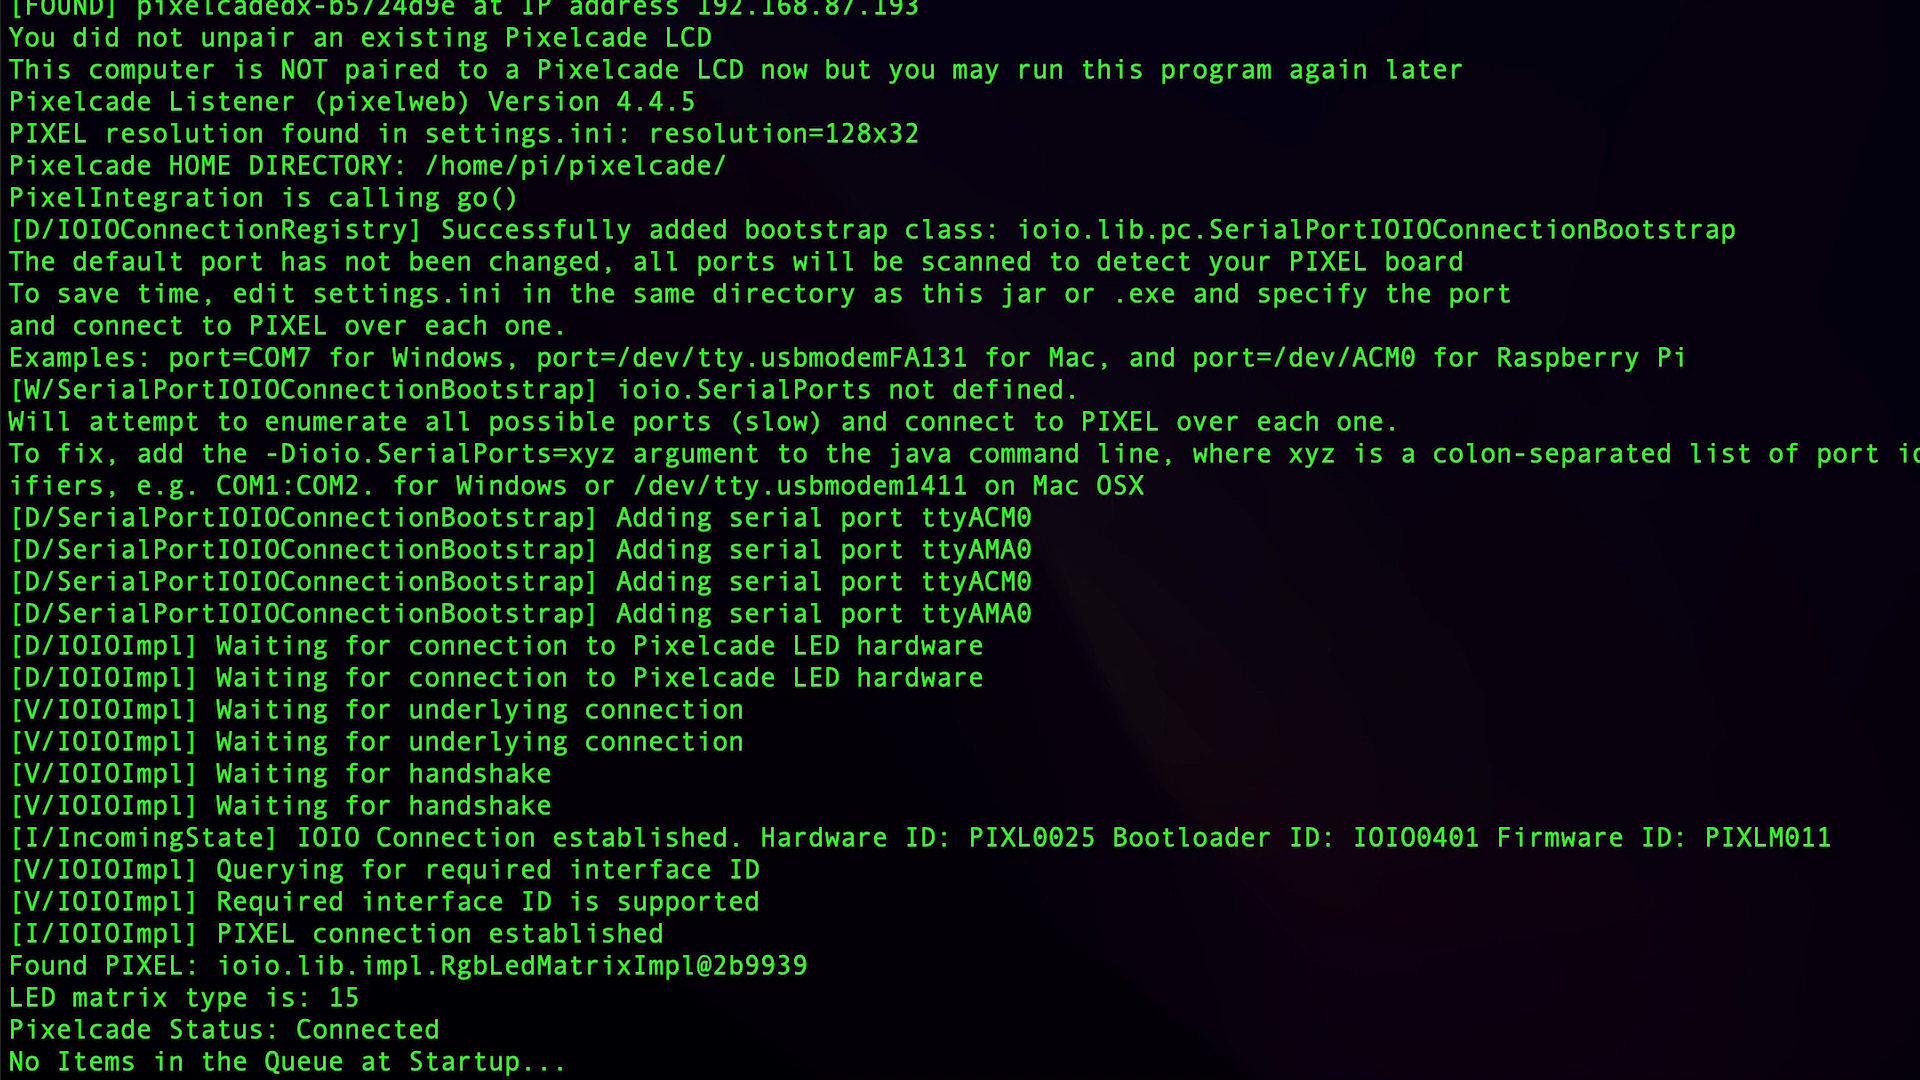 [FOUND] pixelcadedx-b5724d9e at IP address 192.168.87.193
You did not unpair an existing Pixelcade LCD
This computer is NOT paired to a Pixelcade LCD now but you may run this program again later
Pixelcade Listener (pixelweb) Version 4.4.5
PIXEL resolution found in settings.ini: resolution=128x32
Pixelcade HOME DIRECTORY: /home/pi/pixelcade/
PixelIntegration is calling go()
[D/IOIOConnectionRegistry] Successfully added bootstrap class: ioio.lib.pc.SerialPortIOIOConnectionBootstrap
The default port has not been changed, all ports will be scanned to detect your PIXEL board
To save time, edit settings.ini in the same directory as this jar or .exe and specify the port
and connect to PIXEL over each one.
Examples: port=COM7 for Windows, port=/dev/tty.usbmodemFA131 for Mac, and port=/dev/ACM0 for Raspberry Pi
[W/SerialPortIOIOConnectionBootstrap] ioio.SerialPorts not defined.
Will attempt to enumerate all possible ports (slow) and connect to PIXEL over each one.
To fix, add the -Dioio.SerialPorts=xyz argument to the java command line, where xyz is a colon-separated list of port
ifiers, e.g. COM1:COM2. for Windows or /dev/tty.usbmodem1411 on Mac OSX
[D/SerialPortIOIOConnectionBootstrap] Adding serial port ttyACM0
[D/SerialPortIOIOConnectionBootstrap] Adding serial port ttyAMA0
[D/SerialPortIOIOConnectionBootstrap] Adding serial port ttyACM0
[D/SerialPortIOIOConnectionBootstrap] Adding serial port ttyAMA0
[D/IOIOImpl] Waiting for connection to Pixelcade LED hardware
[D/IOIOImpl] Waiting for connection to Pixelcade LED hardware
[V/IOIOImpl] Waiting for underlying connection
[V/IOIOImpl] Waiting for underlying connection
[V/IOIOImpl] Waiting for handshake
[V/IOIOImpl] Waiting for handshake
[I/IncomingState] IOIO Connection established. Hardware ID: PIXL0025 Bootloader ID: IOIO0401 Firmware ID: PIXLM011
[V/IOIOImpl] Querying for required interface ID
[V/IOIOImpl] Required interface ID is supported
[I/IOIOImpl] PIXEL connection established
Found PIXEL: ioio.lib.impl.RgbLedMatrixImpl@2b9939
LED matrix type is: 15
Pixelcade Status: Connected
No Items in the Queue at Startup...